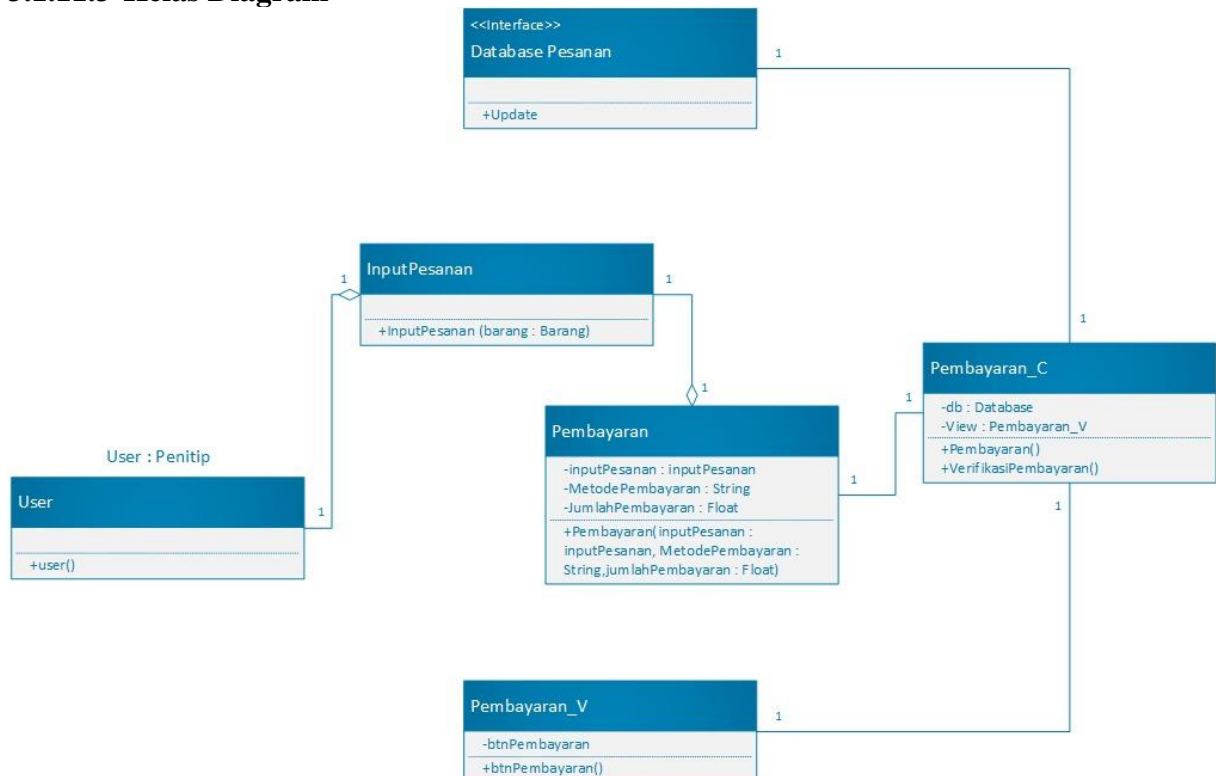 <<Interface>>
Database Pesanan
+Update
1
1
InputPesanan
+InputPesanan (barang : Barang)
1
1
Pembayaran_C
-db : Database
-View : Pembayaran_V
+Pembayaran()
+VerifikasiPembayaran()
1
1
Pembayaran
-inputPesanan : inputPesanan
-MetodePembayaran : String
-JumlahPembayaran : Float
+Pembayaran(inputPesanan :
inputPesanan, MetodePembayaran :
String,jumlahPembayaran : Float)
1
1
User : Penitip
User
+user()
1
1
Pembayaran_V
-btnPembayaran
+btnPembayaran()
1